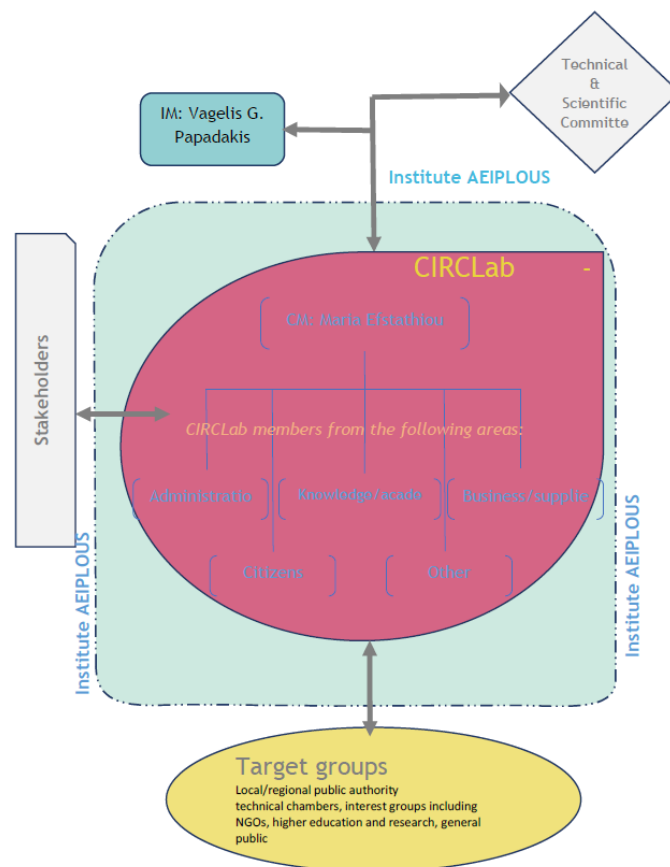 Technical
&
Scientific
Committe
IM: Vagelis G.
Papadakis
Institute AEIPLOUS
CIRCLab -
CM: Maria Efstathiou
Stakeholders
CIRCLab members from the following areas:
Administratio
Knowledge/acade
Business/supplie
Citizens
Other
Institute AEIPLOUS
Institute AEIPLOUS
Target groups
Local/regional public authority
technical chambers, interest groups including
NGOs, higher education and research, general
public